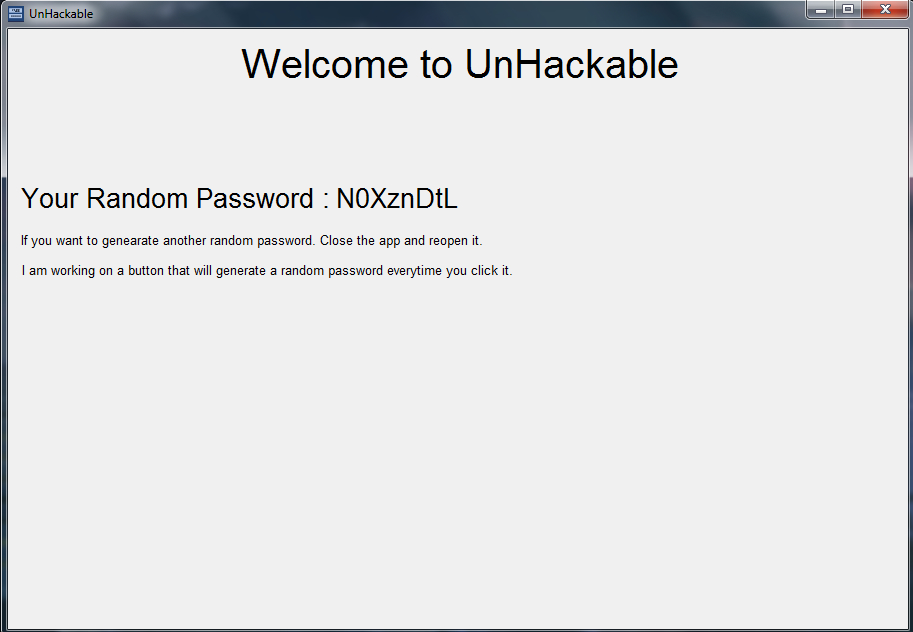 UnHackable
Welcome to UnHackable
Your Random Password : N0XznDtL
If you want to genearate another random password. Close the app and reopen it.
I am working on a button that will generate a random password everytime you click it.